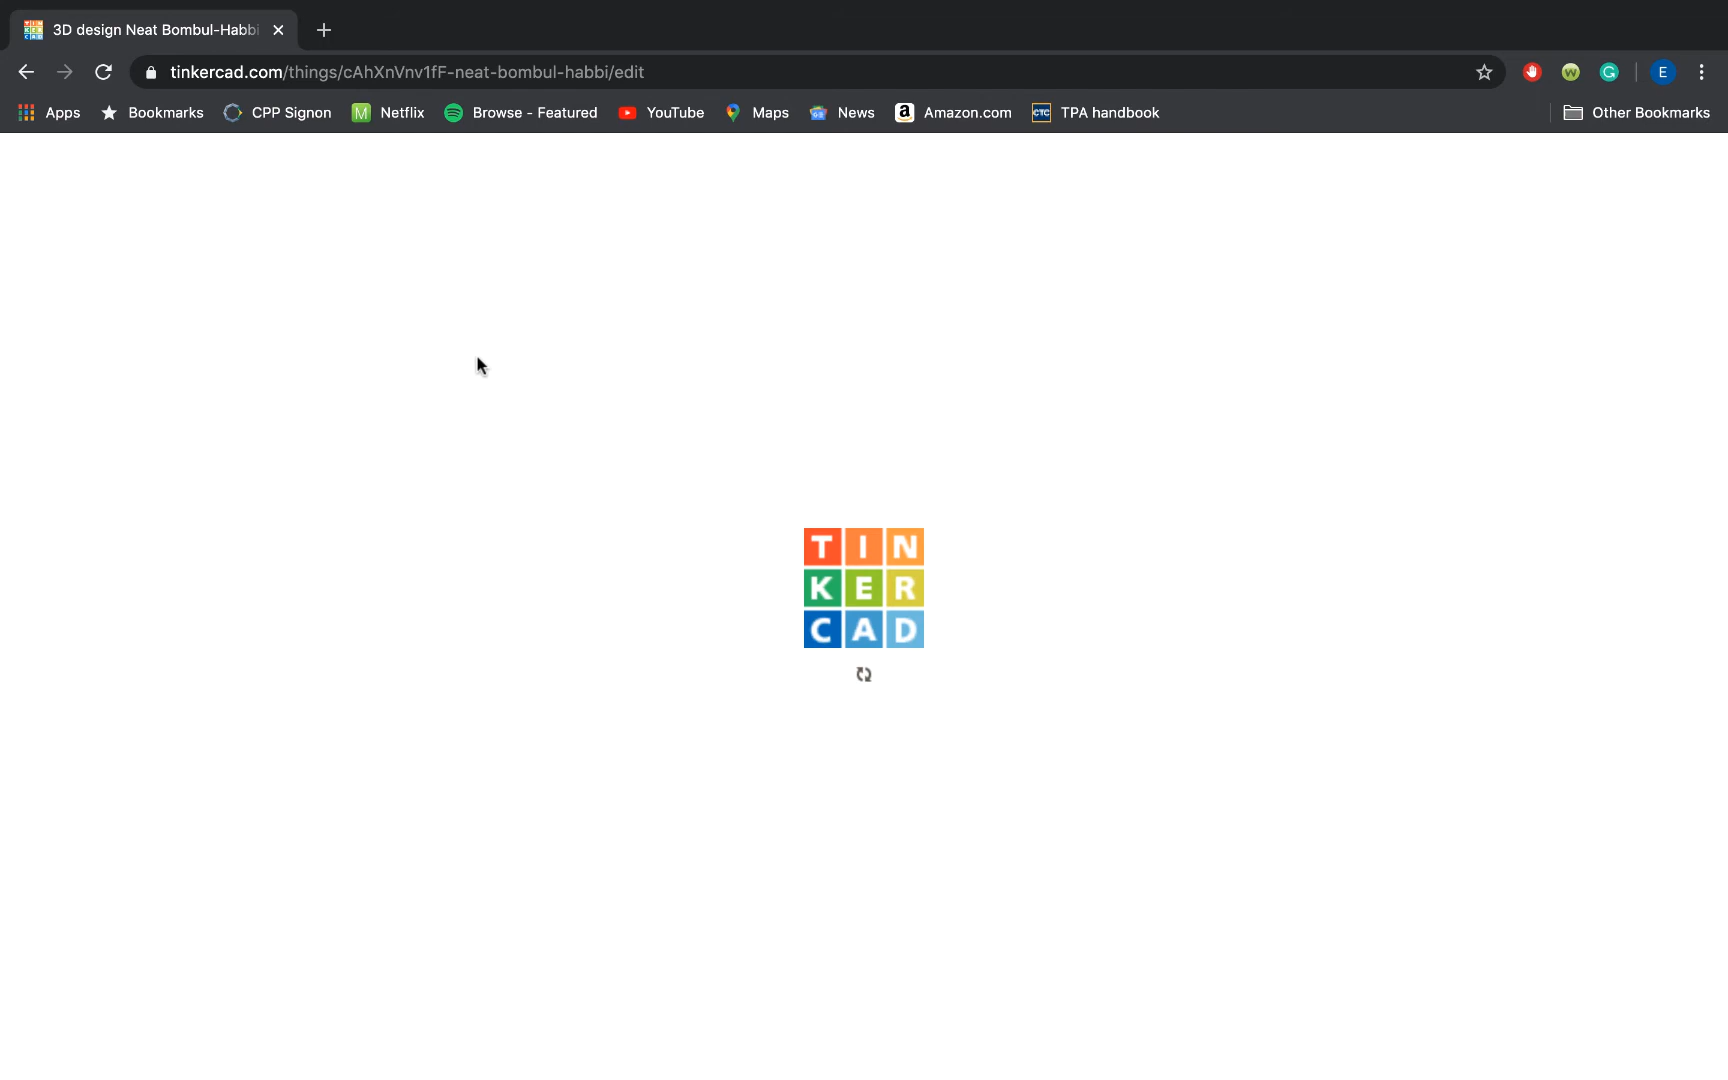 3D design Neat Bombul-Habbi
tinkercad.com/things/cAhXnVnv1fF-neat-bombul-habbi/edit
W
G
E
Apps
Bookmarks
CPP Signon
M
Netflix
Browse - Featured
YouTube
Maps
News
a
Amazon.com
CTC
TPA handbook
Other Bookmarks
TIN
KER
CAD